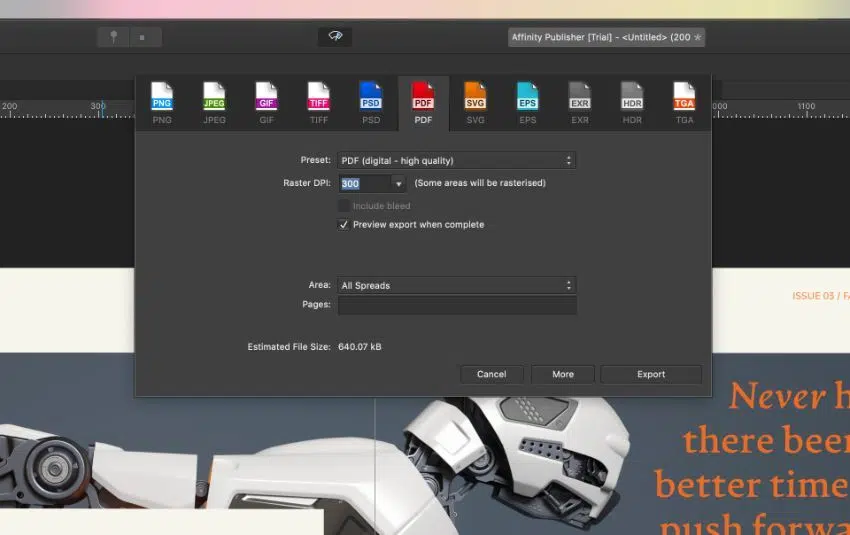 Affinity Publisher [Trial] - <Untitled> (200
200 300 1100
PNG JPEG GIF TIFF PSD PDF SVG EPS EXR HDR TGA
PNG JPEG GIF TIFF PSD PDF SVG EPS EXR HDR TGA
Preset: PDF (digital - high quality)
Raster DPI: 300 (Some areas will be rasterised)
Include bleed
Preview export when complete
Area: All Spreads
Pages:
Estimated File Size: 640.07 kB
Cancel More Export
ISSUE 03 /
Never
there been
better time
push forwa